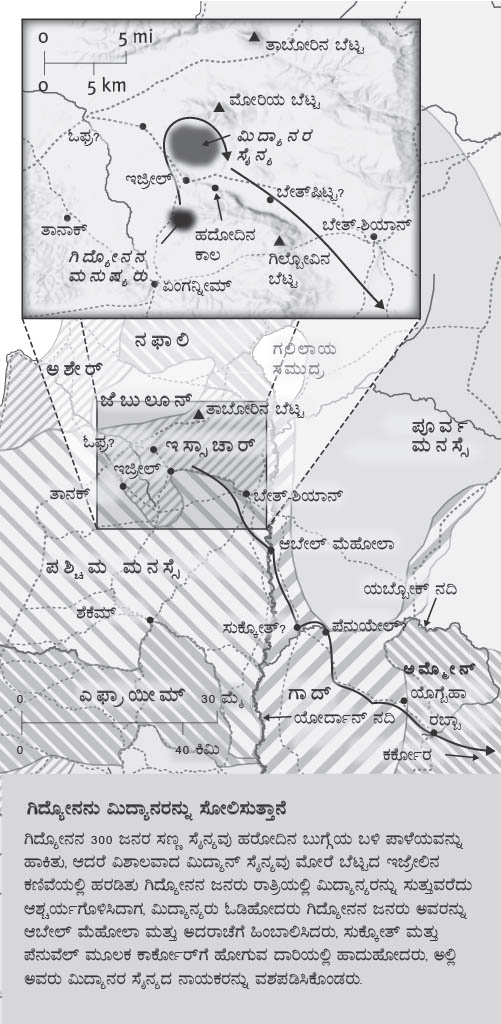 0 5 mi
0 5 km
ತಾಬೋರಿನ ಬೆಟ್ಟ
ಮೋರಿಯ ಬೆಟ್ಟ
ಓಫ್ರ?
ಮಿದ್ಯಾನರ
ಸೈನ್ಯ
ಇಜ್ರೇಲ್
ಬೇತ್‌ಷಿಟ್ಟ?
ತಾನಾಕ್
ಹರೋದಿನ
ಕಾಲ
ಬೇತ್-ಶಿಯಾನ್
ಗಿದ್ಯೋನನ
ಮನುಷ್ಯರು
ಗಿಲ್ಬೋವಿನ
ಬೆಟ್ಟ
ಏಂಗನ್ನೀಮ್
ನಫಾಲಿ
ಗಲಿಲಾಯ
ಸಮುದ್ರ
ಅಶೇರ್
ಜೆಬುಲೂನ್
ತಾಬೋರಿನ ಬೆಟ್ಟ
ಪೂರ್ವ
ಮನಸ್ಸೆ
ಓಫ್ರ?
ಇಸ್ಸಾಚಾರ್
ಇಜ್ರೇಲ್
ತಾನಕ್
ಬೇತ್-ಶಿಯಾನ್
ಆಬೇಲ್ ಮೆಹೋಲಾ
ಪಶ್ಚಿಮ ಮನಸ್ಸೆ
ಯಬ್ಬೋಕ್ ನದಿ
ಶೆಕೆಮ್
ಸುಕ್ಕೋತ್? ಪೆನುಯೇಲ್?
ಅಮ್ಮೋನ್
0 ಎಫ್ರಾಯೀಮ್ 30 ಮೈ
ಗಾದ್
ಯೊಗ್ಬೆಹಾ
ಯೋರ್ದಾನ್ ನದಿ
ರಬ್ಬಾ
0 40 ಕಿಮಿ
ಕರ್ಕೋರ
ಗಿದ್ಯೋನನು ಮಿದ್ಯಾನರನ್ನು ಸೋಲಿಸುತ್ತಾನೆ
ಗಿದ್ಯೋನನ 300 ಜನರ ಸಣ್ಣ ಸೈನ್ಯವು ಹರೋದಿನ ಬುಗ್ಗೆಯ ಬಳಿ ಪಾಳೆಯವನ್ನು
ಹಾಕಿತು, ಆದರೆ ವಿಶಾಲವಾದ ಮಿದ್ಯಾನ್ ಸೈನ್ಯವು ಮೋರೆ ಬೆಟ್ಟದ ಇಜ್ರೇಲಿನ
ಕಣಿವೆಯಲ್ಲಿ ಹರಡಿತು ಗಿದ್ಯೋನನ ಜನರು ರಾತ್ರಿಯಲ್ಲಿ ಮಿದ್ಯಾನ್ಯರನ್ನು ಸುತ್ತುವರೆದು
ಆಶ್ಚರ್ಯಗೊಳಿಸಿದಾಗ, ಮಿದ್ಯಾನ್ಯರು ಓಡಿಹೋದರು ಗಿದ್ಯೋನನ ಜನರು ಅವರನ್ನು
ಆಬೇಲ್ ಮೆಹೋಲಾ ಮತ್ತು ಅದರಾಚೆಗೆ ಹಿಂಬಾಲಿಸಿದರು, ಸುಕ್ಕೋತ್ ಮತ್ತು
ಪೆನುವೆಲ್ ಮೂಲಕ ಕಾರ್ಕೋರ್‌ಗೆ ಹೋಗುವ ದಾರಿಯಲ್ಲಿ ಹಾದುಹೋದರು, ಅಲ್ಲಿ
ಅವರು ಮಿದ್ಯಾನರ ಸೈನ್ಯದ ನಾಯಕರನ್ನು ವಶಪಡಿಸಿಕೊಂಡರು.